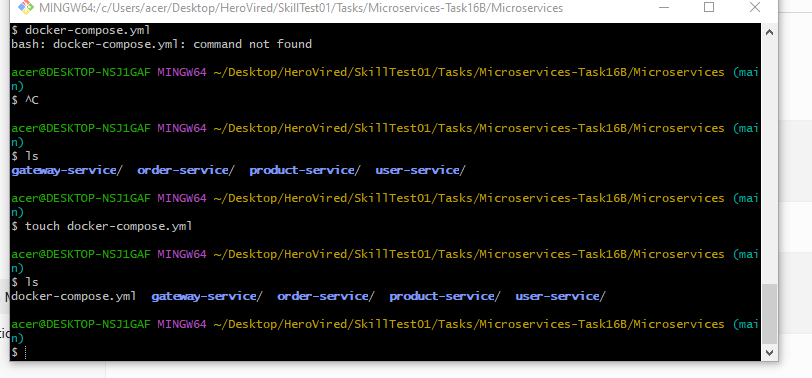 MINGW64:/c/Users/acer/Desktop/HeroVired/SkillTest01/Tasks/Microservices-Task16B/Microservices
$ docker-compose.yml
bash: docker-compose.yml: command not found
acer@DESKTOP-NSJ1GAF MINGW64 ~/Desktop/HeroVired/SkillTest01/Tasks/Microservices-Task16B/Microservices (mai
n)
$ ^C
acer@DESKTOP-NSJ1GAF MINGW64 ~/Desktop/HeroVired/SkillTest01/Tasks/Microservices-Task16B/Microservices (mai
n)
$ ls
gateway-service/  order-service/  product-service/  user-service/
acer@DESKTOP-NSJ1GAF MINGW64 ~/Desktop/HeroVired/SkillTest01/Tasks/Microservices-Task16B/Microservices (mai
n)
$ touch docker-compose.yml
acer@DESKTOP-NSJ1GAF MINGW64 ~/Desktop/HeroVired/SkillTest01/Tasks/Microservices-Task16B/Microservices (mai
n)
$ ls
docker-compose.yml  gateway-service/  order-service/  product-service/  user-service/
acer@DESKTOP-NSJ1GAF MINGW64 ~/Desktop/HeroVired/SkillTest01/Tasks/Microservices-Task16B/Microservices (mai
n)
$